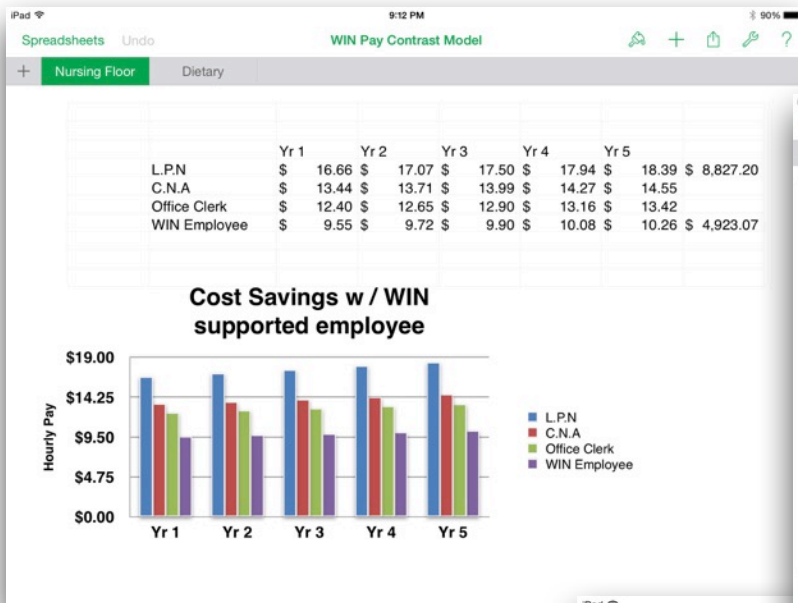 iPad 9:12 PM 90%
Spreadsheets Undo WIN Pay Contrast Model + ?
+ Nursing Floor Dietary
Yr 1 Yr 2 Yr 3 Yr 4 Yr 5
L.P.N $ 16.66 $ 17.07 $ 17.50 $ 17.94 $ 18.39 $ 8,827.20
C.N.A $ 13.44 $ 13.71 $ 13.99 $ 14.27 $ 14.55
Office Clerk $ 12.40 $ 12.65 $ 12.90 $ 13.16 $ 13.42
WIN Employee $ 9.55 $ 9.72 $ 9.90 $ 10.08 $ 10.26 $ 4,923.07
Cost Savings w / WIN
supported employee
Hourly Pay
$19.00
$14.25
$9.50
$4.75
$0.00
Yr 1 Yr 2 Yr 3 Yr 4 Yr 5
L.P.N
C.N.A
Office Clerk
WIN Employee